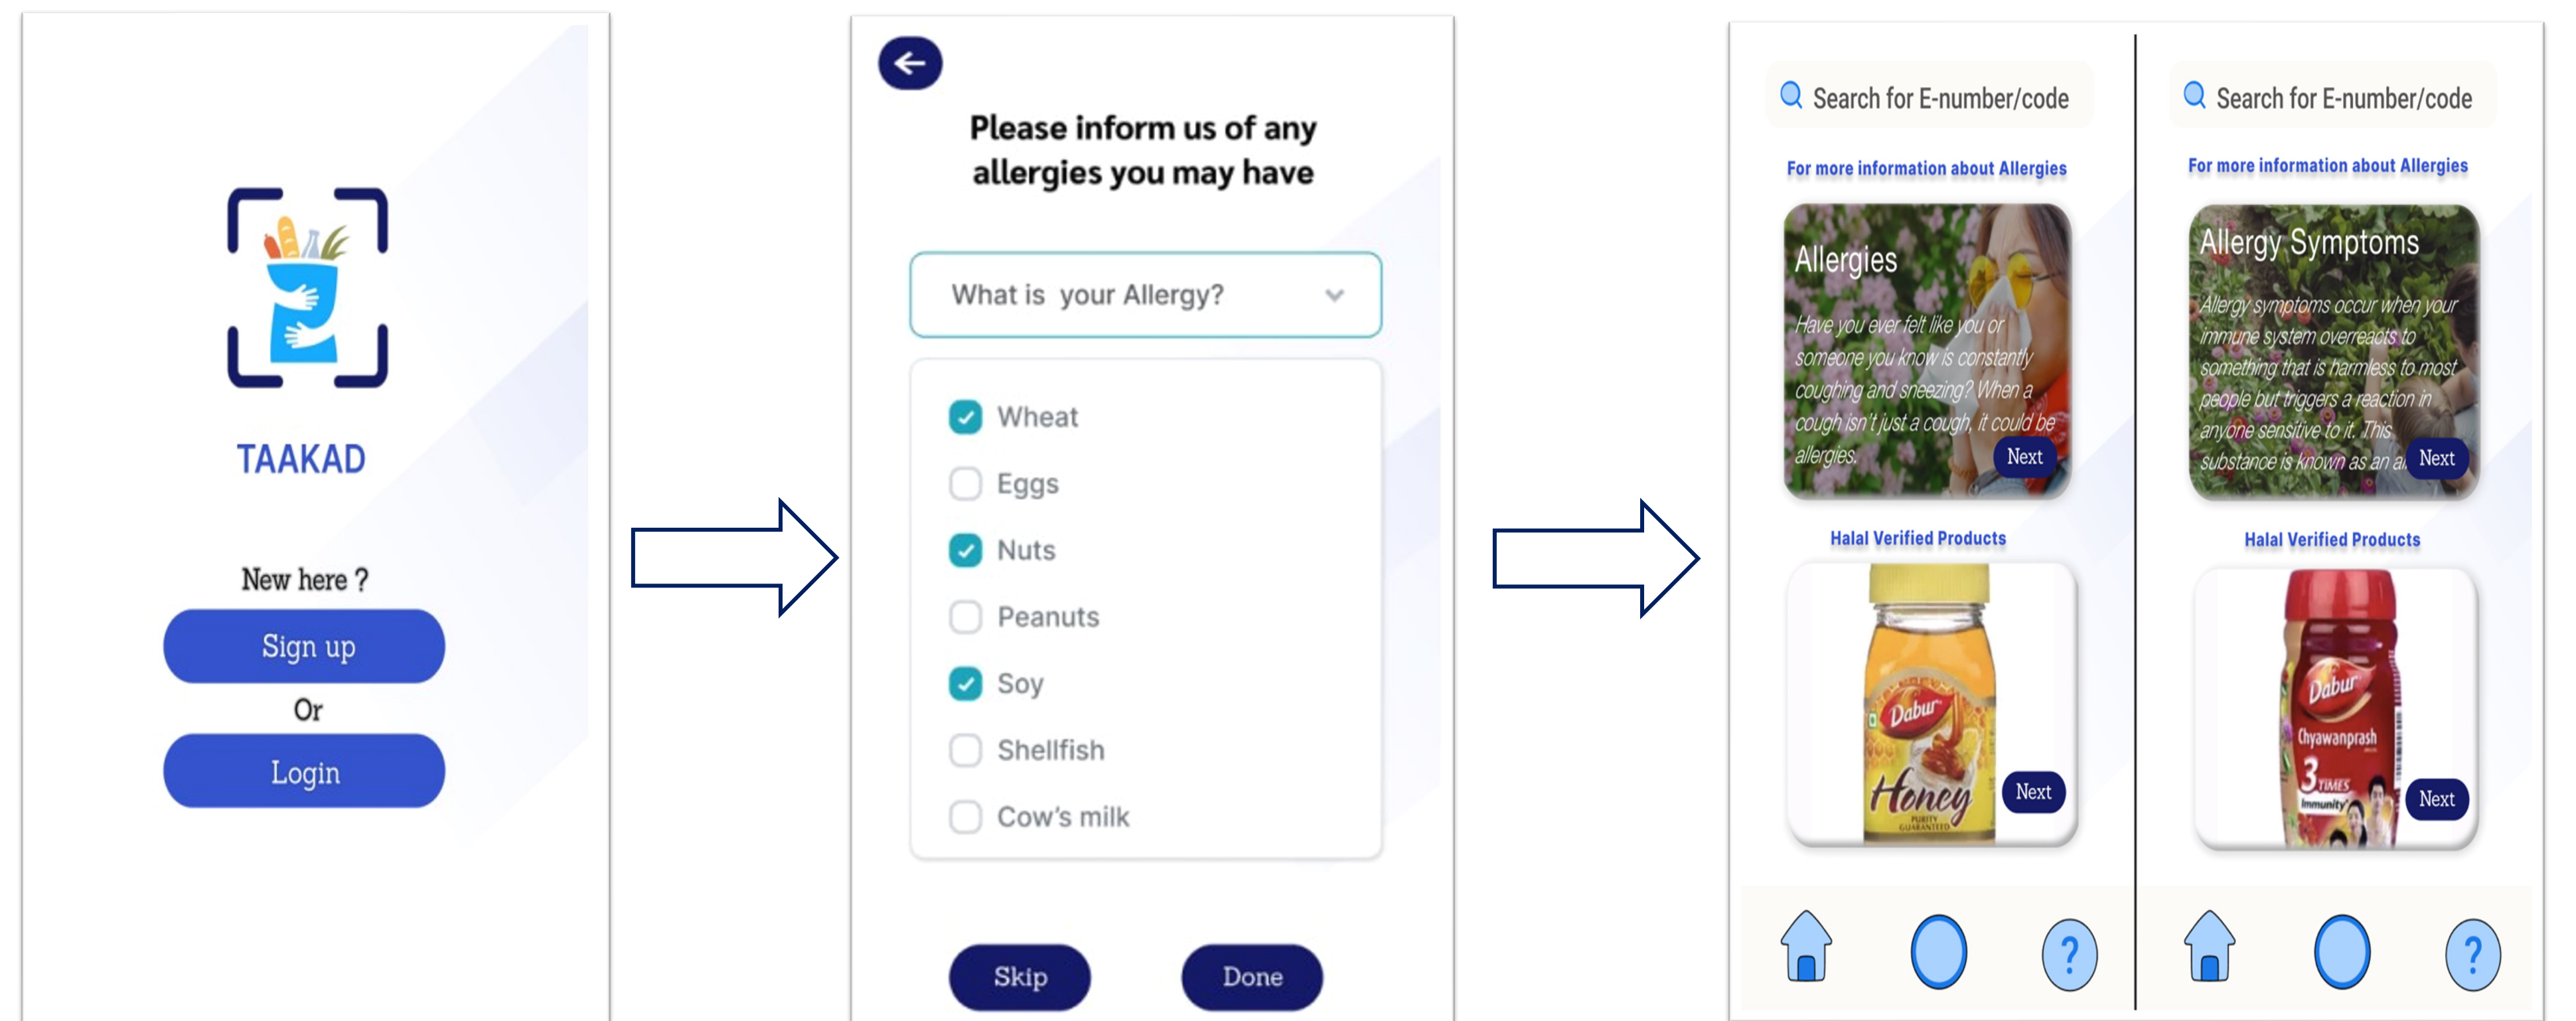 TAAKAD
New here ?
Sign up
Or
Login
Please inform us of any
allergies you may have
What is your Allergy?
Wheat
Eggs
Nuts
Peanuts
Soy
Shellfish
Cow's milk
Skip
Done
Search for E-number/code
For more information about Allergies
Allergies
Have you ever felt like you or
someone you know is constantly
coughing and sneezing? When a
cough isn't just a cough, it could be
allergies.
Next
Halal Verified Products
Dabur
Honey
PURITY
GUARANTEED
Next
?
Search for E-number/code
For more information about Allergies
Allergy Symptoms
Allergy symptoms occur when your
immune system overreacts to
something that is harmless to most
people but triggers a reaction in
anyone sensitive to it. This
substance is known as an
Next
Halal Verified Products
Dabur
Chyawanprash
3 TIMES
Immunity
Next
?